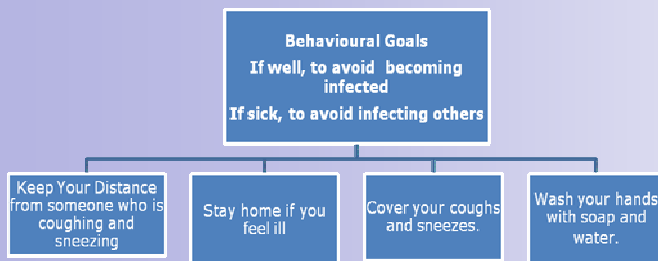 Behavioural Goals
If well, to avoid becoming
infected
If sick, to avoid infecting others
Keep Your Distance
from someone who is
coughing and
sneezing
Stay home if you
feel ill
Cover your coughs
and sneezes.
Wash your hands
with soap and
water.